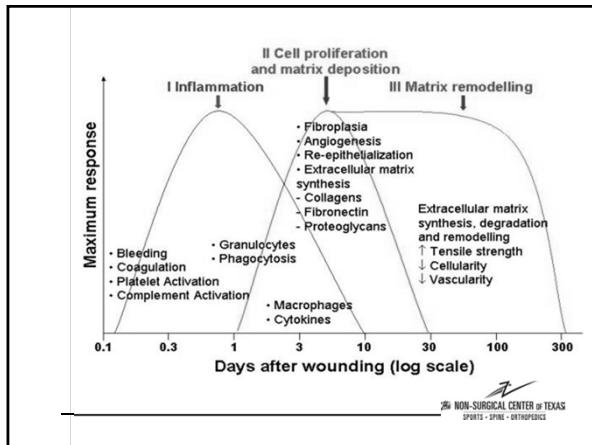 II Cell proliferation
and matrix deposition
I Inflammation
III Matrix remodelling
Maximum response
• Fibroplasia
• Angiogenesis
• Re-epithelialization
• Extracellular matrix
synthesis
- Collagens
- Fibronectin
- Proteoglycans
Extracellular matrix
synthesis, degradation
and remodelling
↑ Tensile strength
↓ Cellularity
↓ Vascularity
• Granulocytes
• Phagocytosis
• Bleeding
• Coagulation
• Platelet Activation
• Complement Activation
• Macrophages
• Cytokines
0.1 0.3 1 3 10 30 100 300
Days after wounding (log scale)
NON-SURGICAL CENTER OF TEXAS
SPORTS • SPINE • ORTHOPEDICS